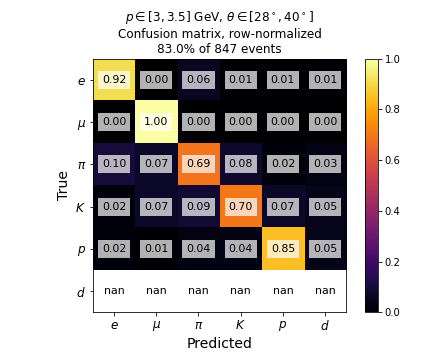 p ∈ [3, 3.5] GeV, θ ∈ [28°, 40°]
Confusion matrix, row-normalized
83.0% of 847 events
True
e 0.92 0.00 0.06 0.01 0.01 0.01
μ 0.00 1.00 0.00 0.00 0.00 0.00
π 0.10 0.07 0.69 0.08 0.02 0.03
K 0.02 0.07 0.09 0.70 0.07 0.05
p 0.02 0.01 0.04 0.04 0.85 0.05
d nan nan nan nan nan nan
e μ π K p d
Predicted
1.0
0.8
0.6
0.4
0.2
0.0